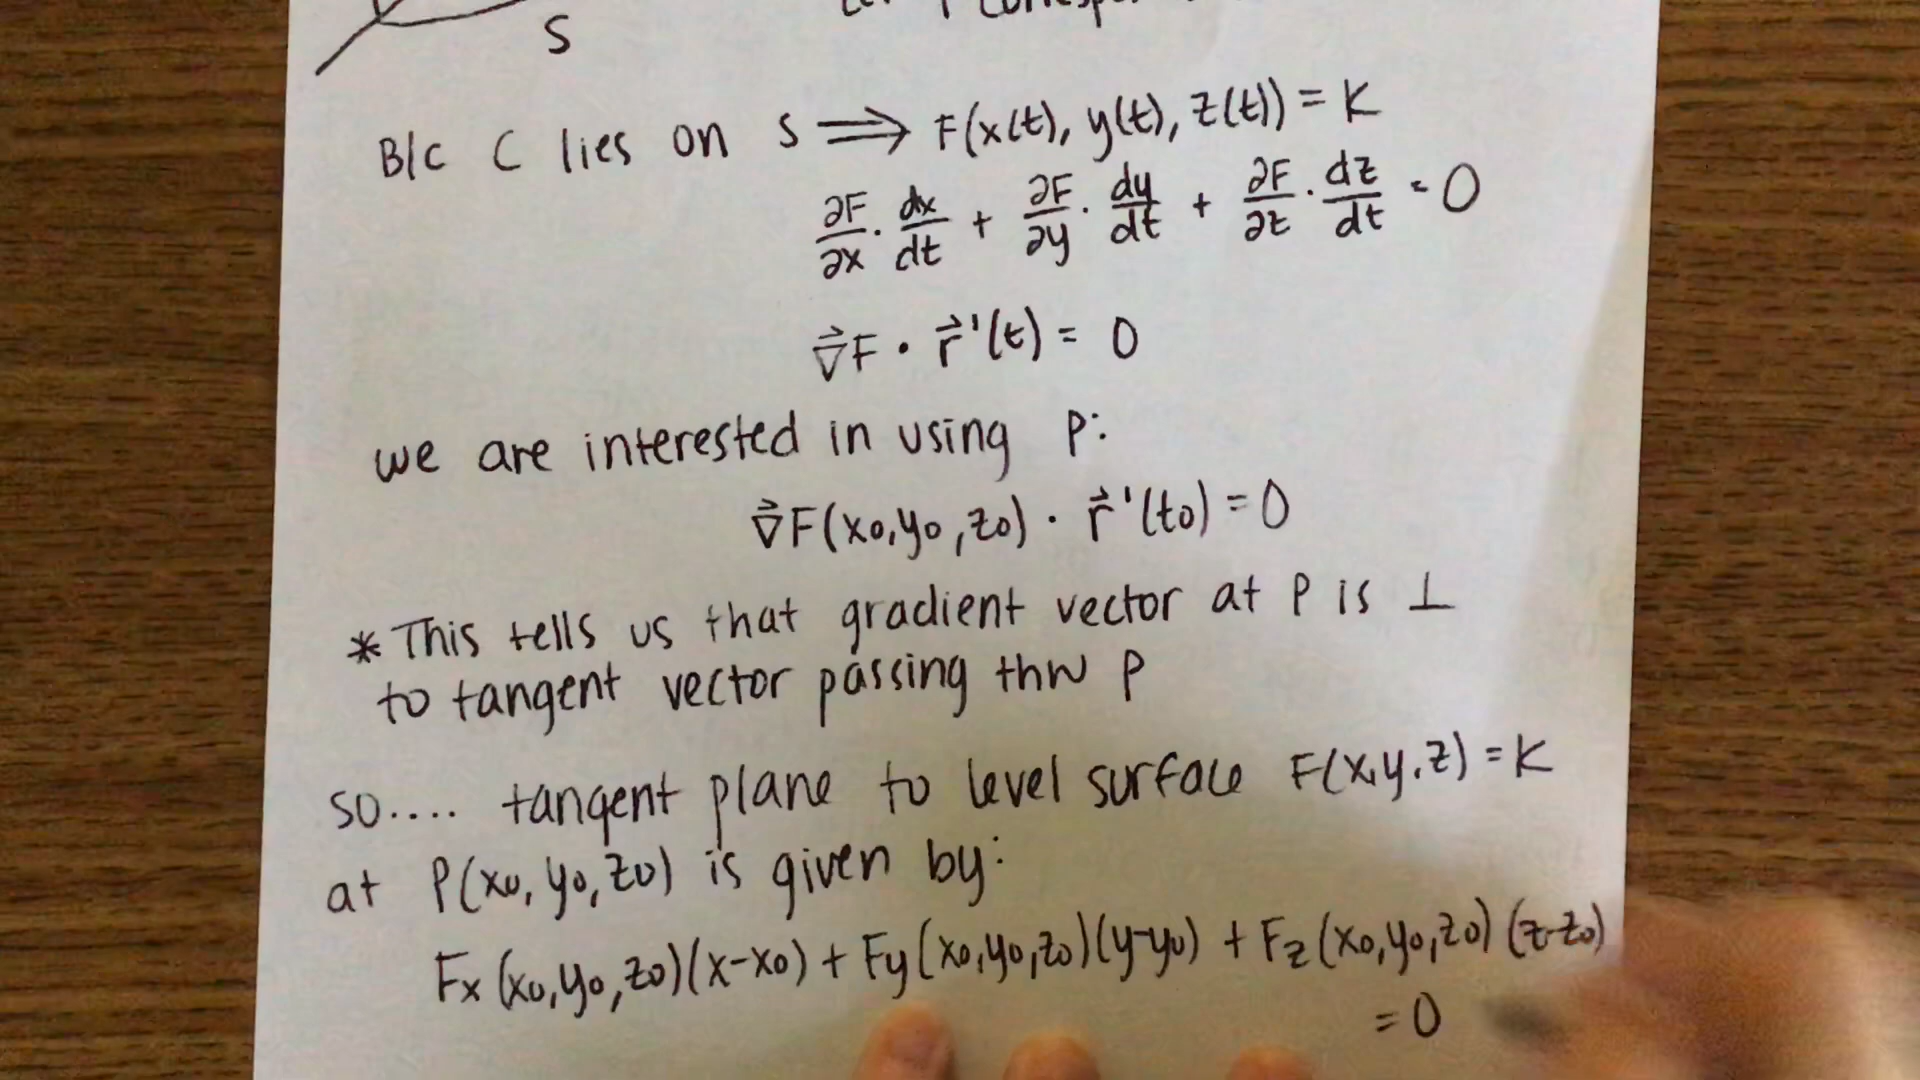 S
B/c C lies on S ⟹ F(x(t), y(t), z(t)) = K
∂F/∂x · dx/dt + ∂F/∂y · dy/dt + ∂F/∂z · dz/dt = 0
∇⃗F · r⃗'(t) = 0
we are interested in using P:
∇⃗F(x₀, y₀, z₀) · r⃗'(t₀) = 0
* This tells us that gradient vector at P is ⊥
to tangent vector passing thru P
so.... tangent plane to level surface F(x,y,z) = K
at P(x₀, y₀, z₀) is given by:
Fx(x₀, y₀, z₀)(x-x₀) + Fy(x₀, y₀, z₀)(y-y₀) + Fz(x₀, y₀, z₀)(z-z₀)
= 0